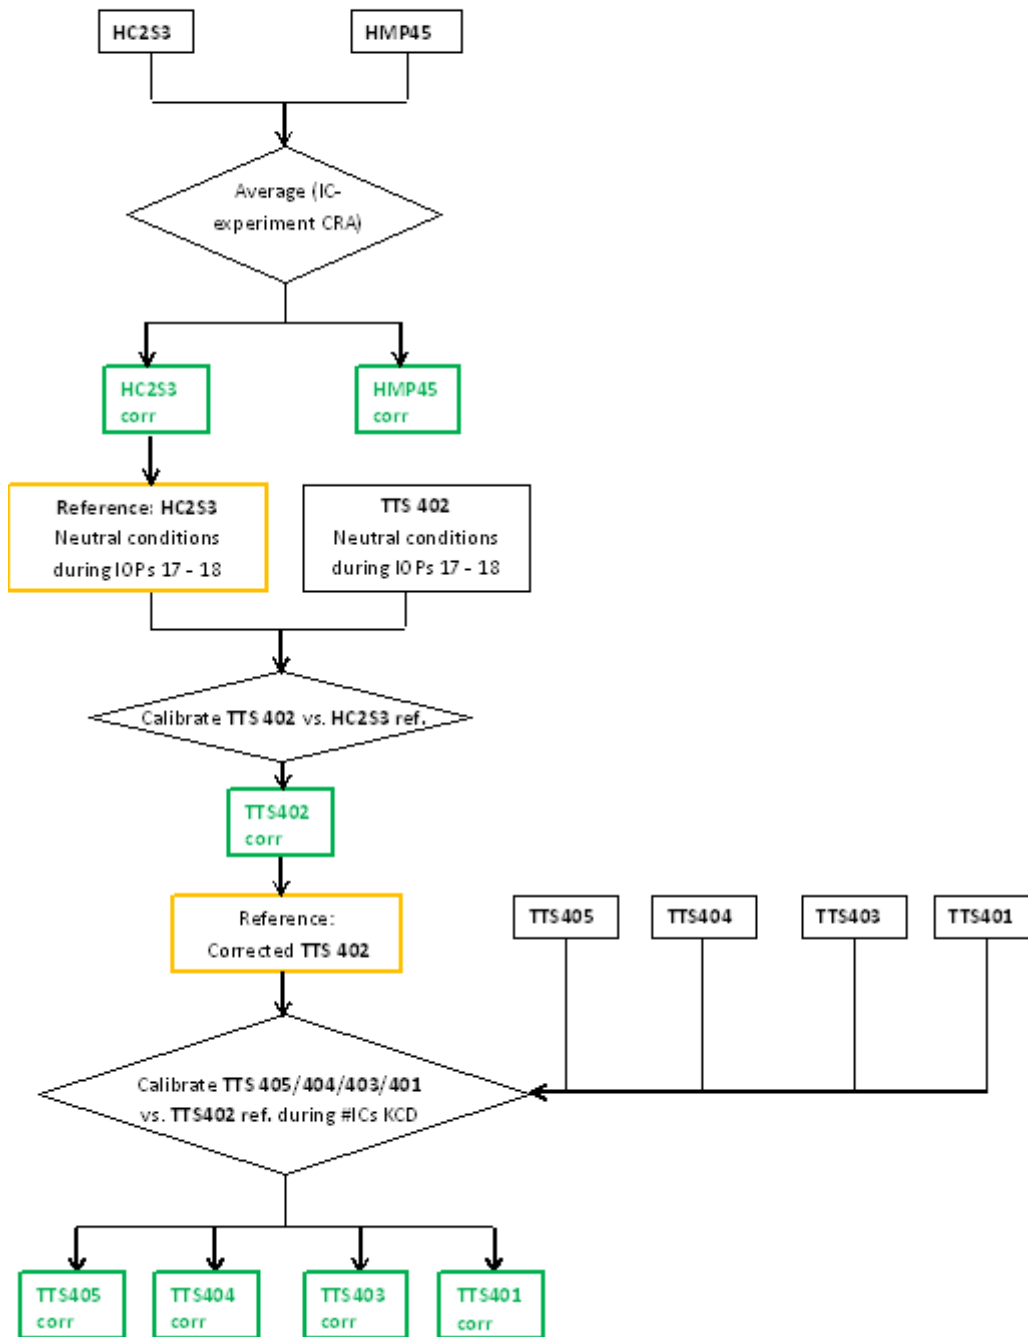 HC2S3
HMP45
Average (IC-
experiment CRA)
HC2S3
corr
HMP45
corr
Reference: HC2S3
Neutral conditions
during IOPs 17 - 18
TTS 402
Neutral conditions
during IOPs 17 - 18
Calibrate TTS 402 vs. HC2S3 ref.
TTS402
corr
Reference:
Corrected TTS 402
TTS405
TTS404
TTS403
TTS401
Calibrate TTS 405/404/403/401
vs. TTS402 ref. during #ICs KCD
TTS405
corr
TTS404
corr
TTS403
corr
TTS401
corr